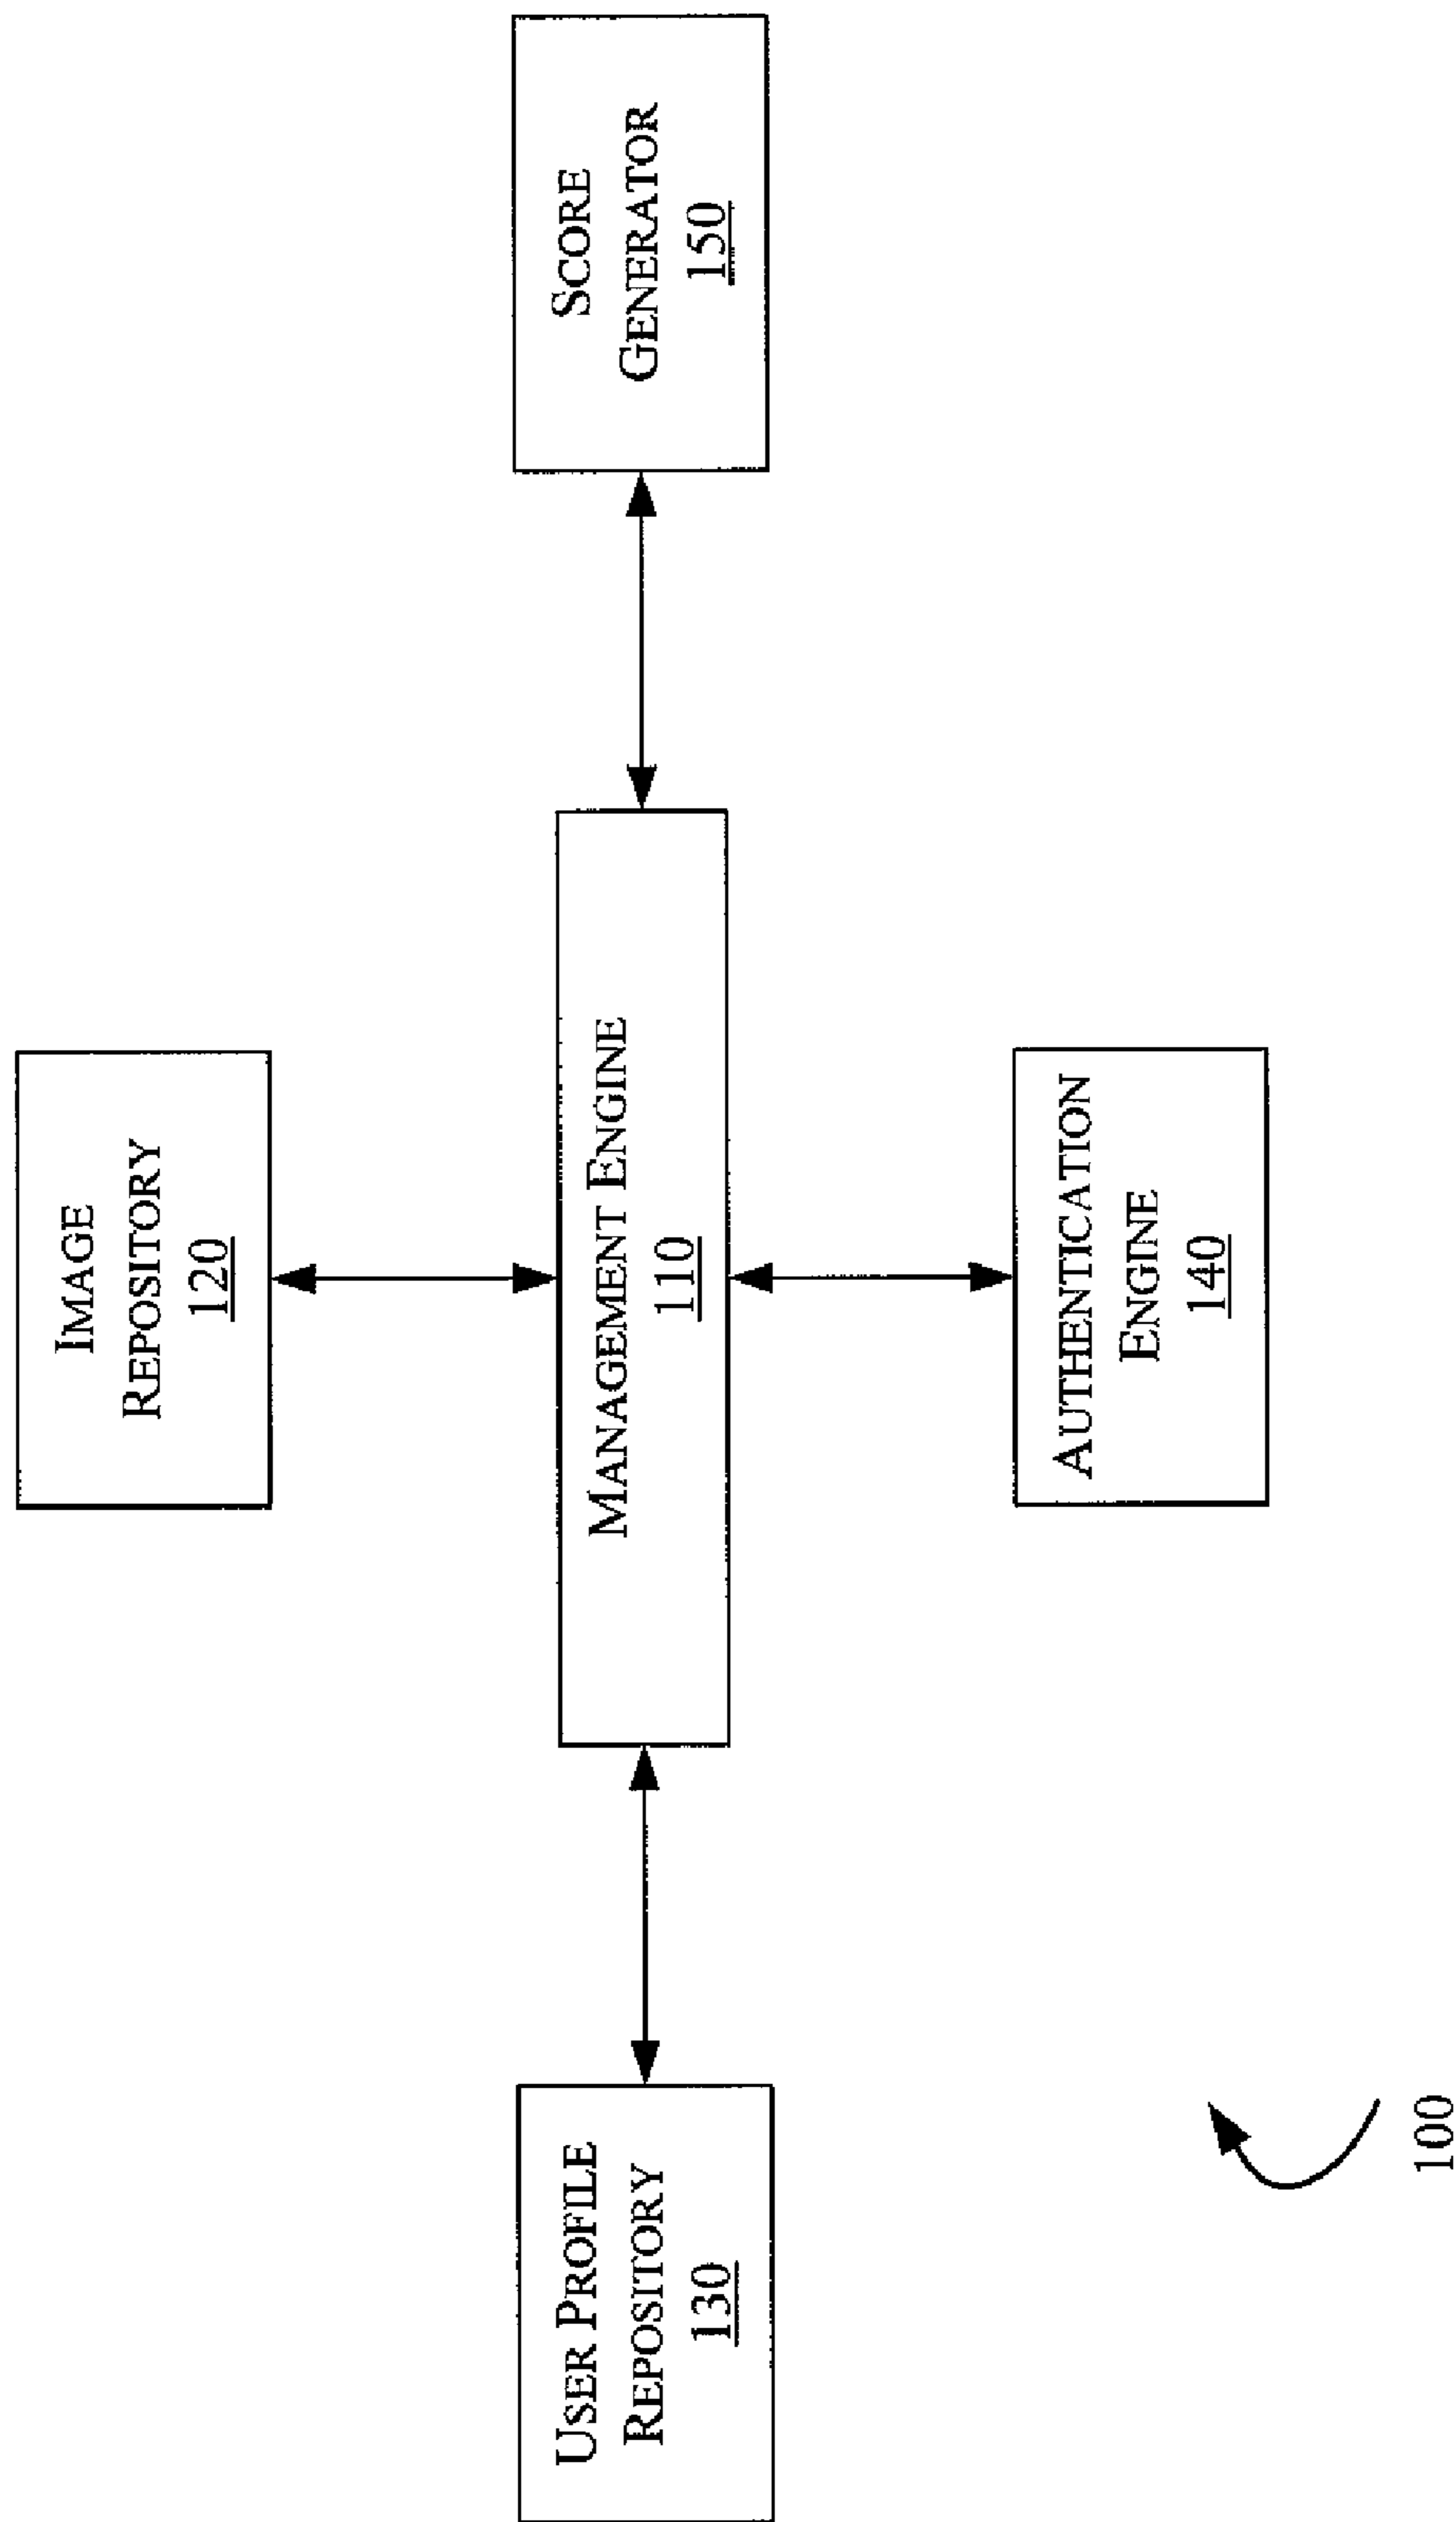 IMAGE
REPOSITORY
120
USER PROFILE
REPOSITORY
130
MANAGEMENT ENGINE
110
SCORE
GENERATOR
150
AUTHENTICATION
ENGINE
140
100